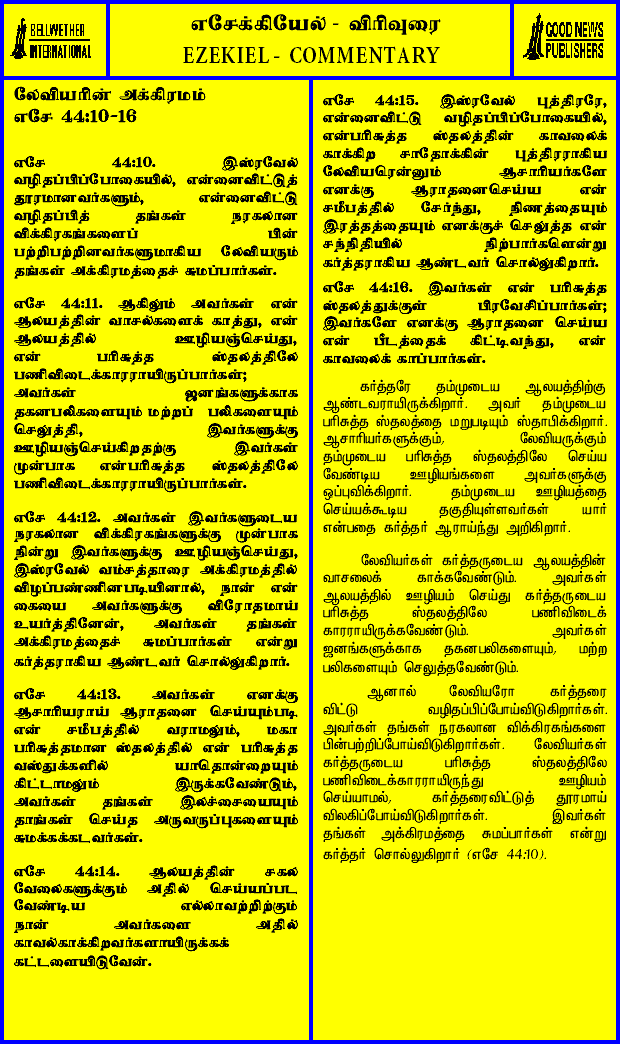 BELLWETHER
INTERNATIONAL
எசேக்கியேல் - விரிவுரை
EZEKIEL - COMMENTARY
GOOD NEWS
PUBLISHERS
லேவியரின் அக்கிரமம்
எசே 44:10-16
எசே 44:10. இஸ்ரவேல்
வழிதப்பிப்போகையில், என்னைவிட்டுத்
தூரமானவர்களும், என்னைவிட்டு
வழிதப்பித் தங்கள் நரகலான
விக்கிரகங்களைப் பின்
பற்றிபற்றினவர்களுமாகிய லேவியரும்
தங்கள் அக்கிரமத்தைச் சுமப்பார்கள்.
எசே 44:11. ஆகிலும் அவர்கள் என்
ஆலயத்தின் வாசல்களைக் காத்து, என்
ஆலயத்தில் ஊழியஞ்செய்து,
என் பரிசுத்த ஸ்தலத்திலே
பணிவிடைக்காரராயிருப்பார்கள்;
அவர்கள் ஜனங்களுக்காக
தகனபலிகளையும் மற்றப் பலிகளையும்
செலுத்தி, இவர்களுக்கு
ஊழியஞ்செய்கிறதற்கு இவர்கள்
முன்பாக என்பரிசுத்த ஸ்தலத்திலே
பணிவிடைக்காரராயிருப்பார்கள்.
எசே 44:12. அவர்கள் இவர்களுடைய
நரகலான விக்கிரகங்களுக்கு முன்பாக
நின்று இவர்களுக்கு ஊழியஞ்செய்து,
இஸ்ரவேல் வம்சத்தாரை அக்கிரமத்தில்
விழப்பண்ணினபடியினால், நான் என்
கையை அவர்களுக்கு விரோதமாய்
உயர்த்தினேன், அவர்கள் தங்கள்
அக்கிரமத்தைச் சுமப்பார்கள் என்று
கர்த்தராகிய ஆண்டவர் சொல்லுகிறார்.
எசே 44:13. அவர்கள் எனக்கு
ஆசாரியராய் ஆராதனை செய்யும்படி
என் சமீபத்தில் வராமலும், மகா
பரிசுத்தமான ஸ்தலத்தில் என் பரிசுத்த
வஸ்துக்களில் யாதொன்றையும்
கிட்டாமலும் இருக்கவேண்டும்,
அவர்கள் தங்கள் இலச்சையையும்
தாங்கள் செய்த அருவருப்புகளையும்
சுமக்கக்கடவர்கள்.
எசே 44:14. ஆலயத்தின் சகல
வேலைகளுக்கும் அதில் செய்யப்பட
வேண்டிய எல்லாவற்றிற்கும்
நான் அவர்களை அதில்
காவல்காக்கிறவர்களாயிருக்கக்
கட்டளையிடுவேன்.
எசே 44:15. இஸ்ரவேல் புத்திரரே,
என்னைவிட்டு வழிதப்பிப்போகையில்,
என்பரிசுத்த ஸ்தலத்தின் காவலைக்
காக்கிற சாதோக்கின் புத்திரராகிய
லேவியரென்னும் ஆசாரியர்களே
எனக்கு ஆராதனைசெய்ய என்
சமீபத்தில் சேர்ந்து, நிணத்தையும்
இரத்தத்தையும் எனக்குச் செலுத்த என்
சந்நிதியில் நிற்பார்களென்று
கர்த்தராகிய ஆண்டவர் சொல்லுகிறார்.
எசே 44:16. இவர்கள் என் பரிசுத்த
ஸ்தலத்துக்குள் பிரவேசிப்பார்கள்;
இவர்களே எனக்கு ஆராதனை செய்ய
என் பீடத்தைக் கிட்டிவந்து, என்
காவலைக் காப்பார்கள்.
கர்த்தரே தம்முடைய ஆலயத்திற்கு
ஆண்டவராயிருக்கிறார். அவர் தம்முடைய
பரிசுத்த ஸ்தலத்தை மறுபடியும் ஸ்தாபிக்கிறார்.
ஆசாரியர்களுக்கும், லேவியருக்கும்
தம்முடைய பரிசுத்த ஸ்தலத்திலே செய்ய
வேண்டிய ஊழியங்களை அவர்களுக்கு
ஒப்புவிக்கிறார். தம்முடைய ஊழியத்தை
செய்யக்கூடிய தகுதியுள்ளவர்கள் யார்
என்பதை கர்த்தர் ஆராய்ந்து அறிகிறார்.
லேவியர்கள் கர்த்தருடைய ஆலயத்தின்
வாசலைக் காக்கவேண்டும். அவர்கள்
ஆலயத்தில் ஊழியம் செய்து கர்த்தருடைய
பரிசுத்த ஸ்தலத்திலே பணிவிடைக்
காரராயிருக்கவேண்டும். அவர்கள்
ஜனங்களுக்காக தகனபலிகளையும், மற்ற
பலிகளையும் செலுத்தவேண்டும்.
ஆனால் லேவியரோ கர்த்தரை
விட்டு வழிதப்பிப்போய்விடுகிறார்கள்.
அவர்கள் தங்கள் நரகலான விக்கிரகங்களை
பின்பற்றிப்போய்விடுகிறார்கள். லேவியர்கள்
கர்த்தருடைய பரிசுத்த ஸ்தலத்திலே
பணிவிடைக்காரராயிருந்து ஊழியம்
செய்யாமல், கர்த்தரைவிட்டுத் தூரமாய்
விலகிப்போய்விடுகிறார்கள். இவர்கள்
தங்கள் அக்கிரமத்தை சுமப்பார்கள் என்று
கர்த்தர் சொல்லுகிறார் (எசே 44:10).